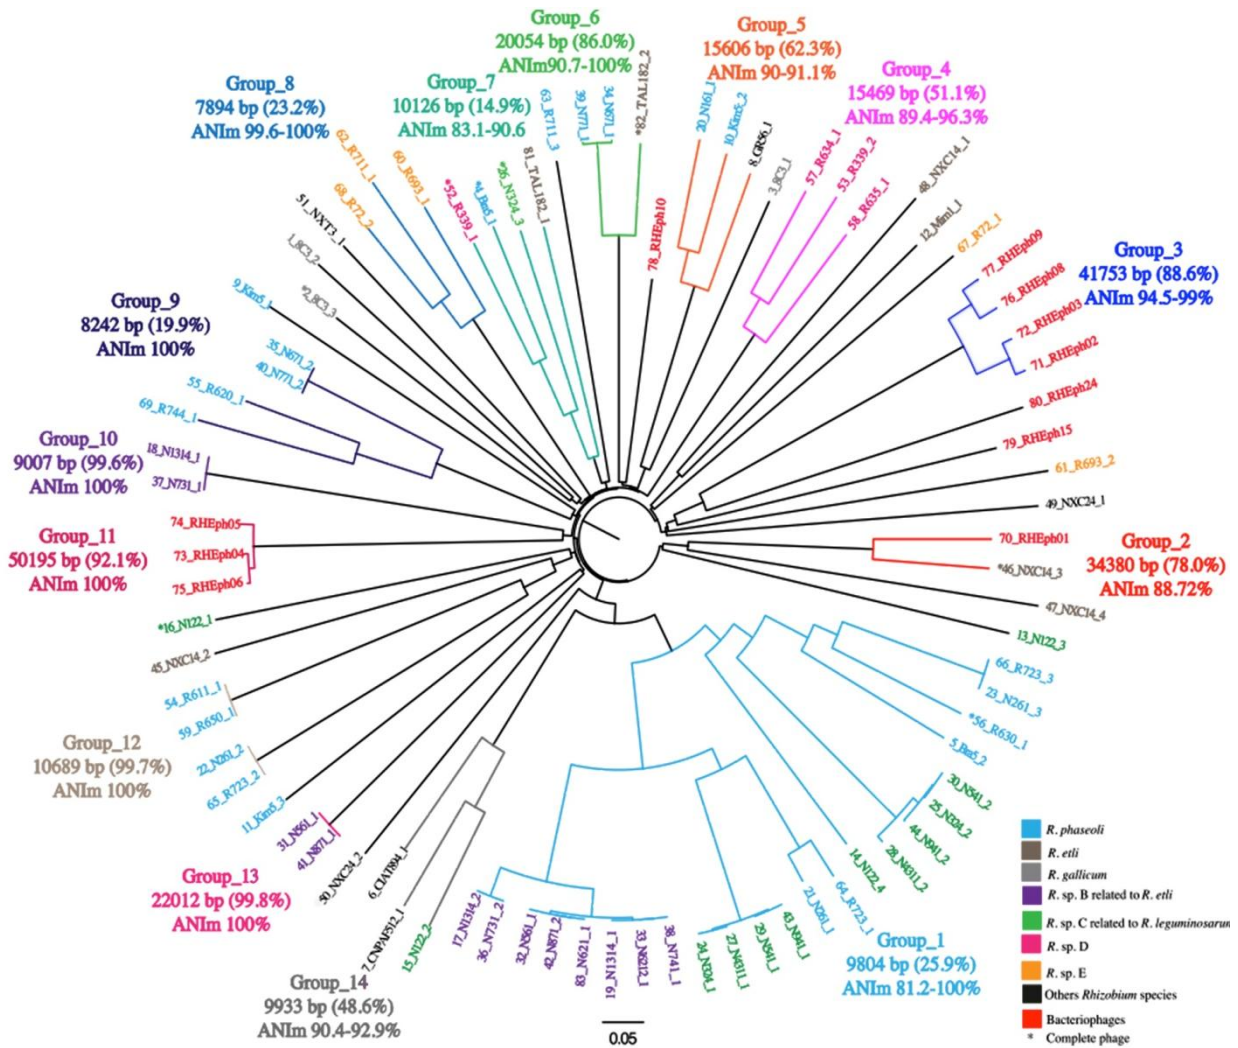 Group_6
20054 bp (86.0%)
ANIm90.7-100%
Group_5
15606 bp (62.3%)
ANIm 90-91.1%
Group_4
15469 bp (51.1%)
ANIm 89.4-96.3%
Group_8
7894 bp (23.2%)
ANIm 99.6-100%
Group_7
10126 bp (14.9%)
ANIm 83.1-90.6
Group_3
41753 bp (88.6%)
ANIm 94.5-99%
Group_9
8242 bp (19.9%)
ANIm 100%
Group_10
9007 bp (99.6%)
ANIm 100%
Group_11
50195 bp (92.1%)
ANIm 100%
Group_2
34380 bp (78.0%)
ANIm 88.72%
Group_12
10689 bp (99.7%)
ANIm 100%
Group_13
22012 bp (99.8%)
ANIm 100%
Group_14
9933 bp (48.6%)
ANIm 90.4-92.9%
Group_1
9804 bp (25.9%)
ANIm 81.2-100%
63_R711_3
39_N771_1
34_N671_1
*82_TAL182_2
78_RHEph10
20_N161_1
10_Kim5_2
8_GR56_1
3_8C3_1
57_R634_1
53_R339_2
58_R635_1
48_NXC14_1
12_Mim1_1
67_R72_1
77_RHEph09
76_RHEph08
72_RHEph03
71_RHEph02
80_RHEph24
79_RHEph15
61_R693_2
49_NXC24_1
70_RHEph01
*46_NXC14_3
47_NXC14_4
13_N122_3
66_R723_3
23_N261_3
*56_R630_1
5_Bra5_2
30_N541_2
25_N324_2
44_N941_2
28_N4311_2
14_N122_4
64_R723_1
21_N261_1
43_N941_1
29_N541_1
27_N4311_1
24_N324_1
38_N741_1
33_N6212_1
19_N1314_1
83_N621_1
42_N871_2
32_N561_1
36_N731_2
17_N1314_2
15_N122_2
7_CNPAF512_1
6_CIAT894_1
50_NXC24_2
41_N871_1
31_N561_1
11_Kim5_3
65_R723_2
22_N261_2
59_R650_1
54_R611_1
45_NXC14_2
*16_N122_1
75_RHEph06
73_RHEph04
74_RHEph05
37_N731_1
18_N1314_1
69_R744_1
55_R620_1
40_N771_2
35_N671_2
9_Kim5_1
*2_8C3_3
1_8C3_2
51_NXT3_1
68_R72_2
62_R711_1
60_R693_1
*52_R339_1
*4_Bra5_1
*26_N324_3
81_TAL182_1
R. phaseoli
R. etli
R. gallicum
R. sp. B related to R. etli
R. sp. C related to R. leguminosarum
R. sp. D
R. sp. E
Others Rhizobium species
Bacteriophages
* Complete phage
0.05